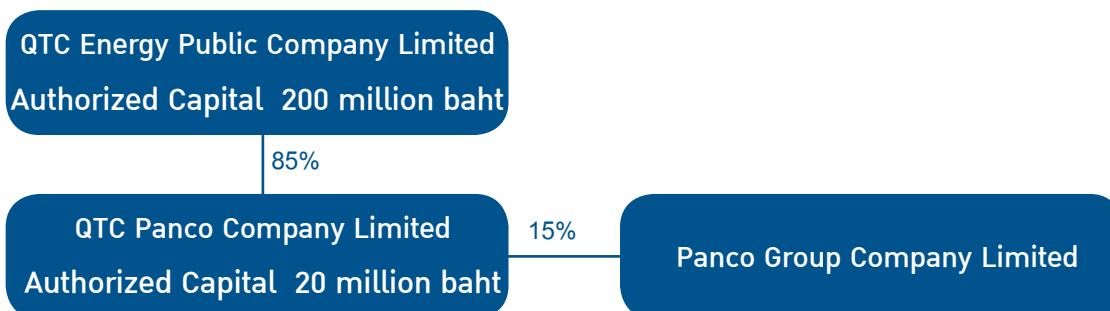 QTC Energy Public Company Limited
Authorized Capital 200 million baht
85%
QTC Panco Company Limited
Authorized Capital 20 million baht
15%
Panco Group Company Limited